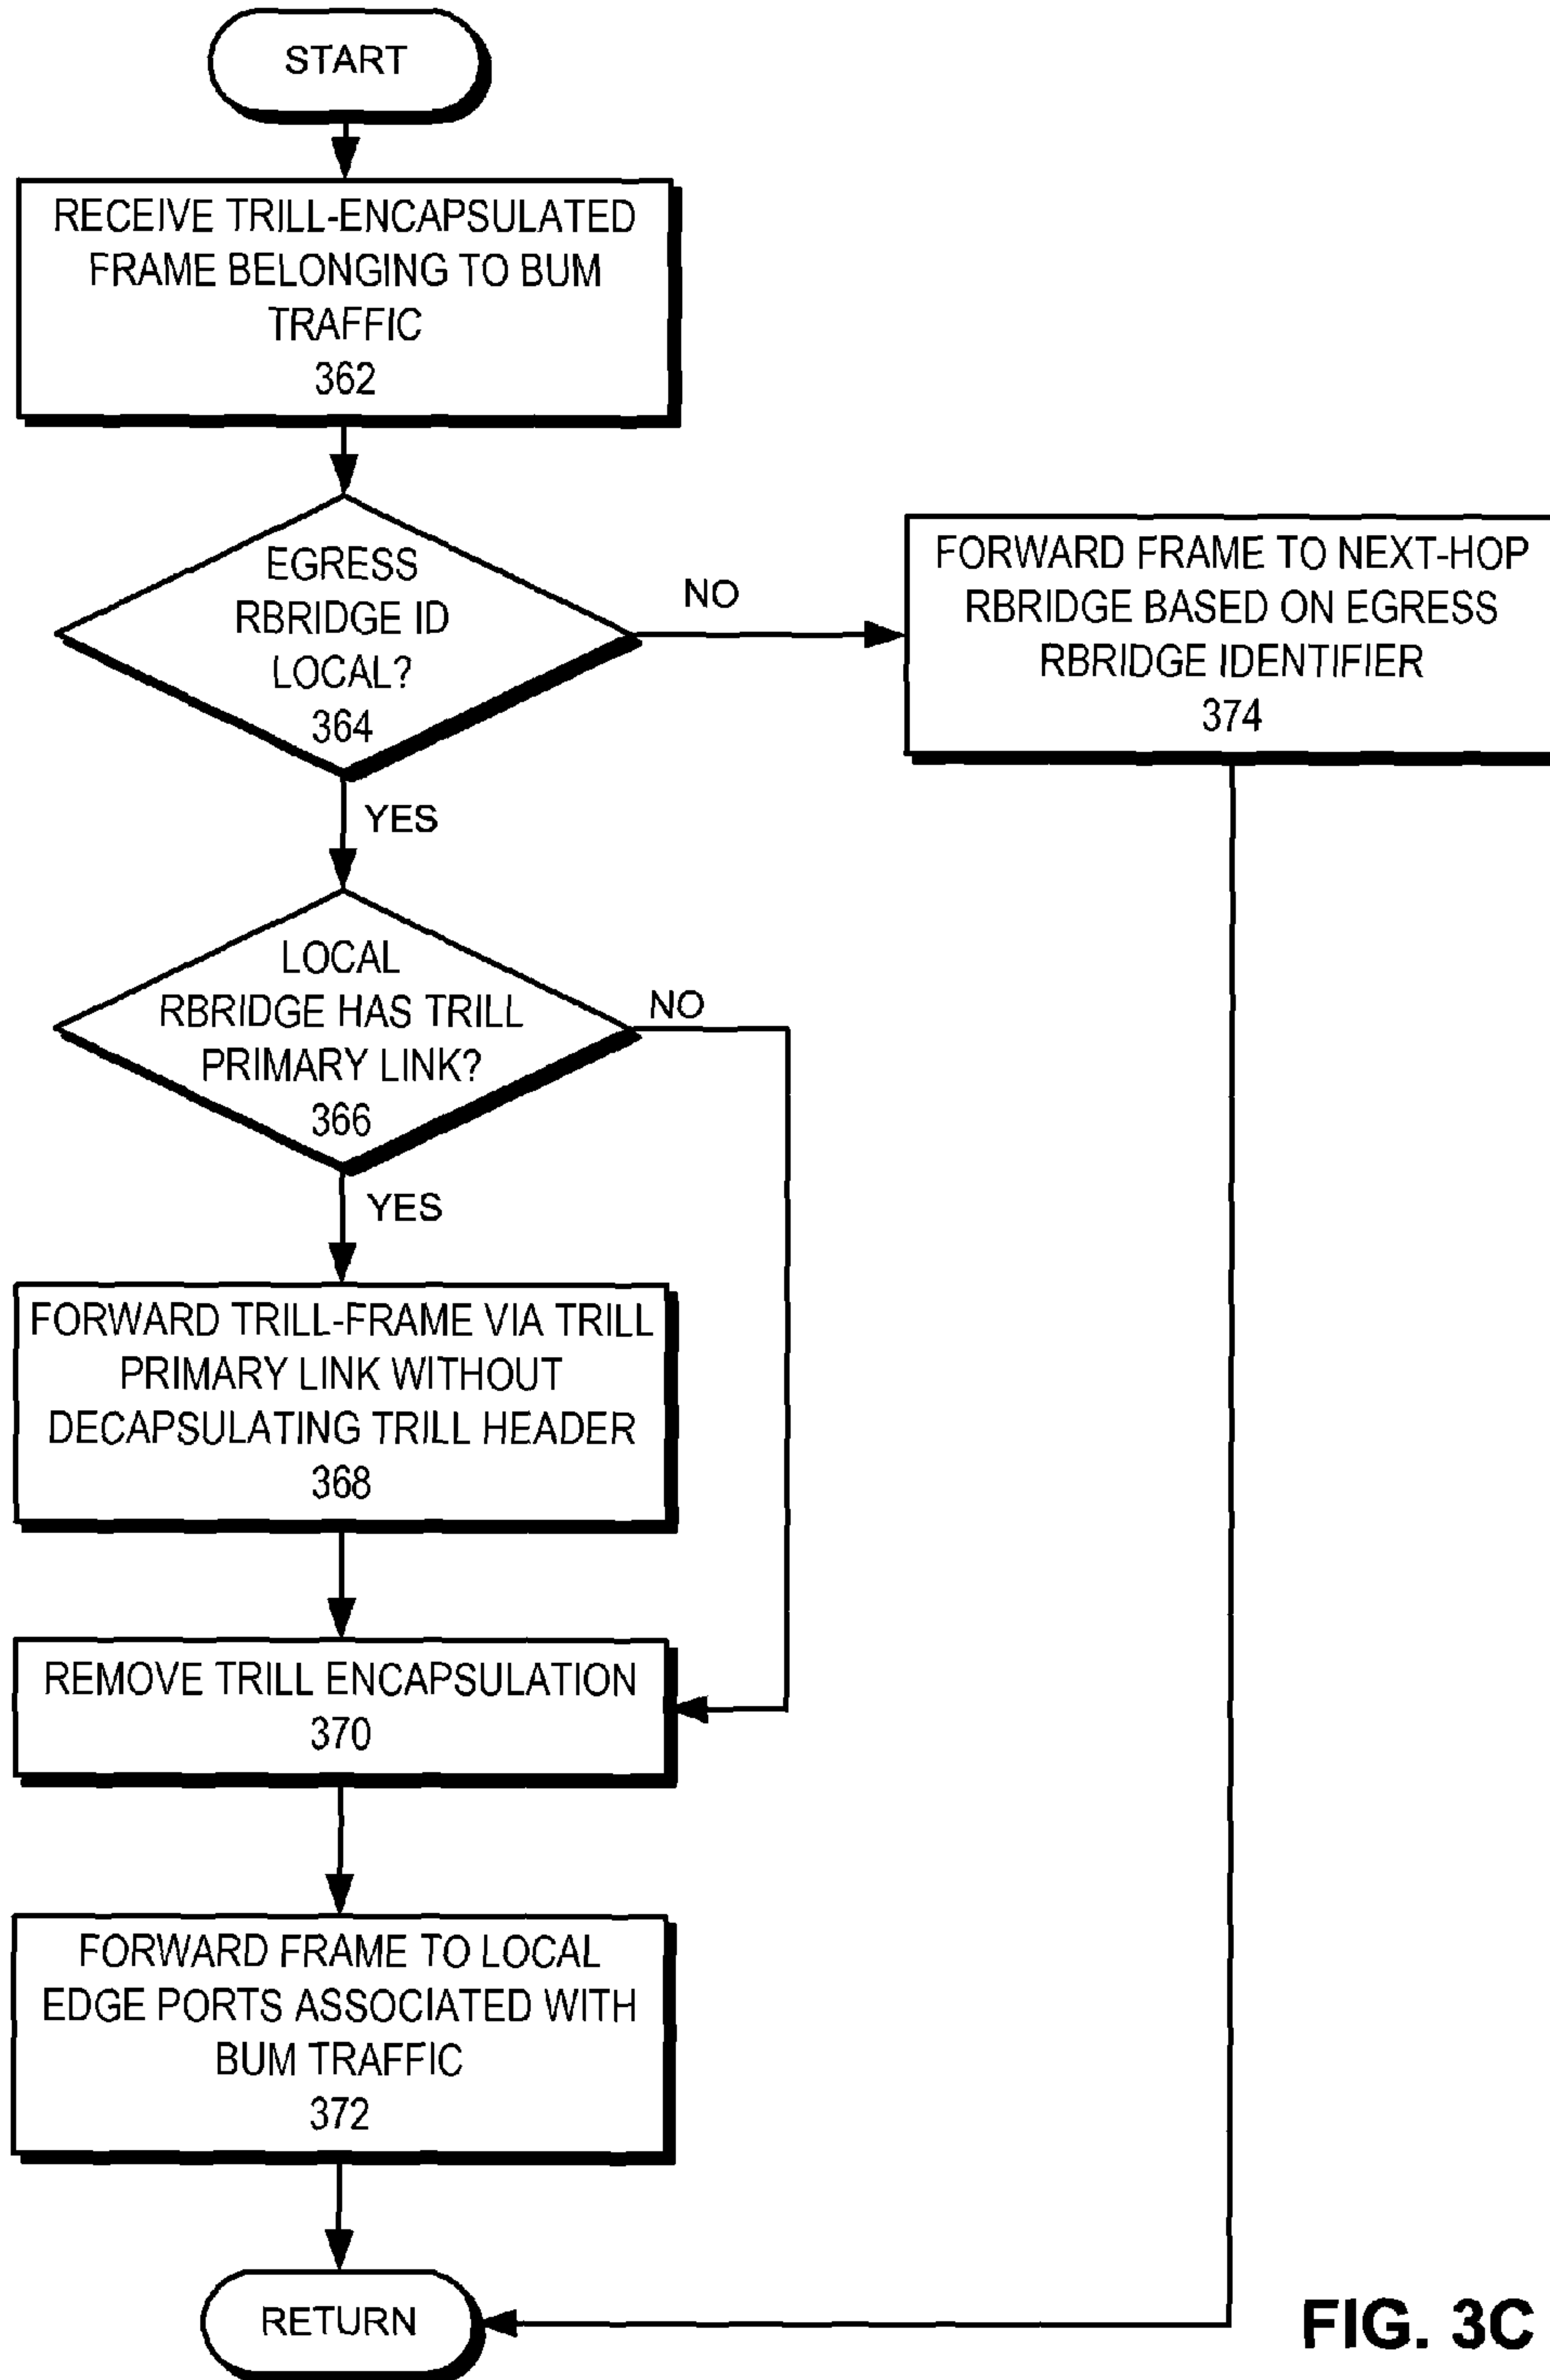 START
RECEIVE TRILL-ENCAPSULATED
FRAME BELONGING TO BUM
TRAFFIC
362
EGRESS
RBRIDGE ID
LOCAL?
364
NO
FORWARD FRAME TO NEXT-HOP
RBRIDGE BASED ON EGRESS
RBRIDGE IDENTIFIER
374
YES
LOCAL
RBRIDGE HAS TRILL
PRIMARY LINK?
366
NO
YES
FORWARD TRILL-FRAME VIA TRILL
PRIMARY LINK WITHOUT
DECAPSULATING TRILL HEADER
368
REMOVE TRILL ENCAPSULATION
370
FORWARD FRAME TO LOCAL
EDGE PORTS ASSOCIATED WITH
BUM TRAFFIC
372
RETURN
FIG. 3C